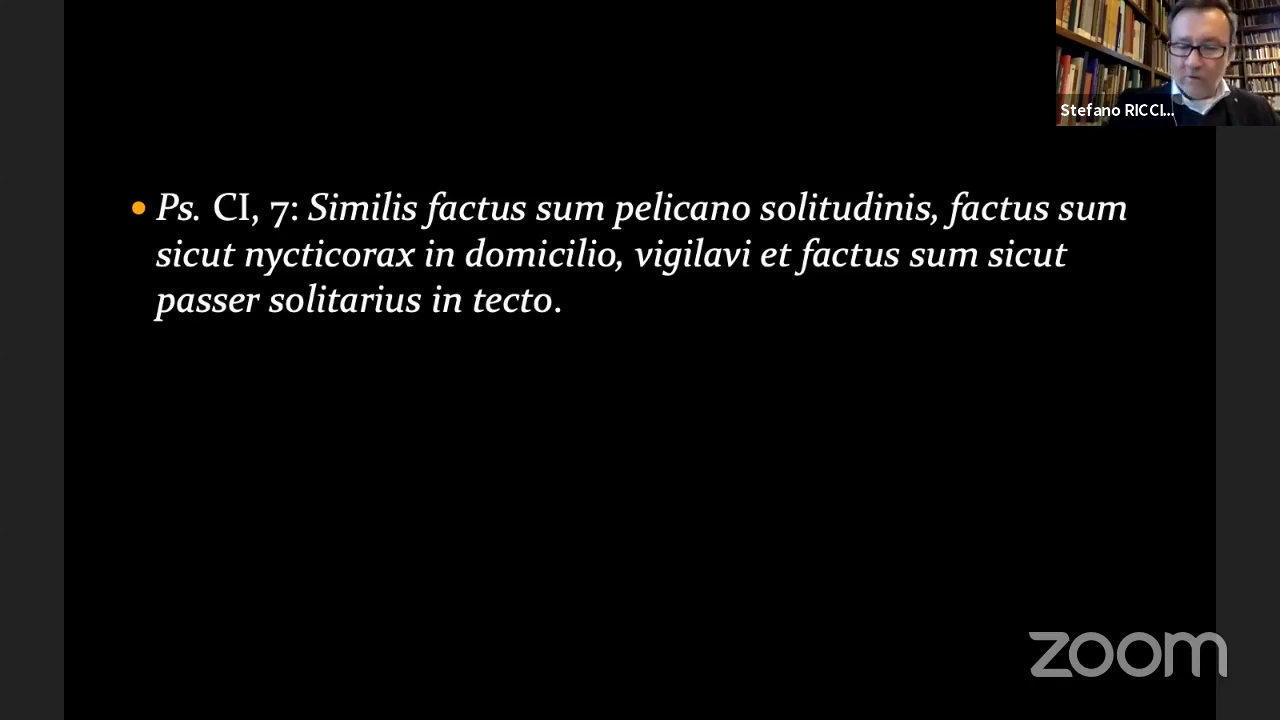 Stefano RICCI...
• Ps. CI, 7: Similis factus sum pelicano solitudinis, factus sum
sicut nycticorax in domicilio, vigilavi et factus sum sicut
passer solitarius in tecto.
zoom